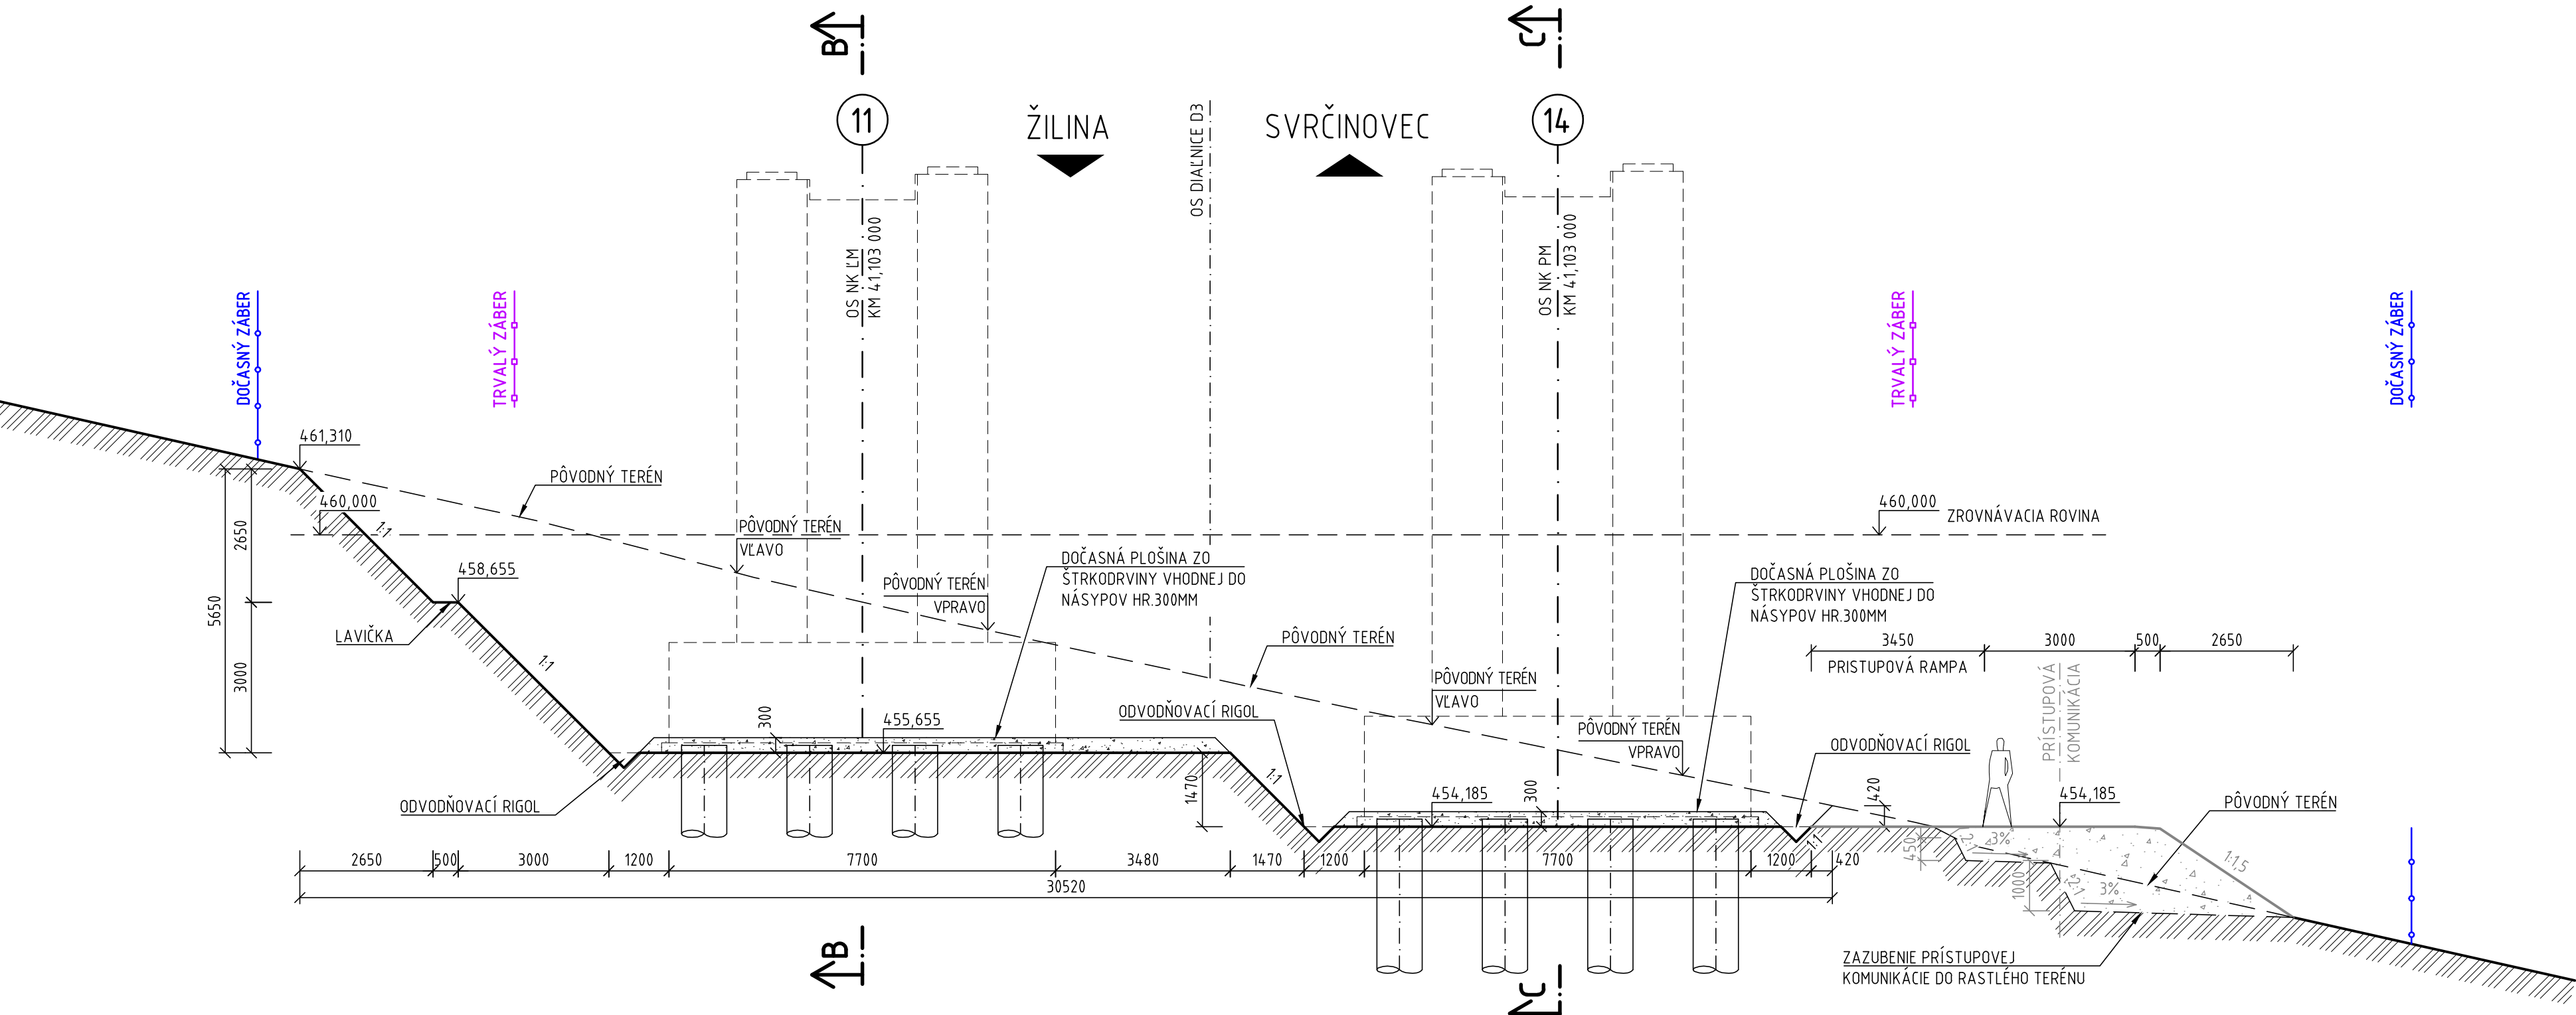 B
C
11
ŽILINA
OS DIAĽNICE D3
SVRČINOVEC
14
OS NK ĽM
KM 41,103 000
OS NK PM
KM 41,103 000
DOČASNÝ ZÁBER
TRVALÝ ZÁBER
TRVALÝ ZÁBER
DOČASNÝ ZÁBER
461,310
PÔVODNÝ TERÉN
460,000
1:1
460,000
ZROVNÁVACIA ROVINA
PÔVODNÝ TERÉN
VĽAVO
PÔVODNÝ TERÉN
VPRAVO
DOČASNÁ PLOŠINA ZO
ŠTRKODRVINY VHODNEJ DO
NÁSYPOV HR.300MM
DOČASNÁ PLOŠINA ZO
ŠTRKODRVINY VHODNEJ DO
NÁSYPOV HR.300MM
2650
5650
3000
458,655
LAVIČKA
1:1
PÔVODNÝ TERÉN
PÔVODNÝ TERÉN
VĽAVO
PÔVODNÝ TERÉN
VPRAVO
3450
3000
500
2650
PRISTUPOVÁ RAMPA
PRÍSTUPOVÁ
KOMUNIKÁCIA
300
455,655
ODVODŇOVACÍ RIGOL
ODVODŇOVACÍ RIGOL
ODVODŇOVACÍ RIGOL
1:1
1470
454,185
300
420
454,185
PÔVODNÝ TERÉN
1:1
450
2:1
3%
1000
2:1
3%
1:1,5
2650
500
3000
1200
7700
3480
1470
1200
7700
1200
420
30520
ZAZUBENIE PRÍSTUPOVEJ
KOMUNIKÁCIE DO RASTLÉHO TERÉNU
B
C